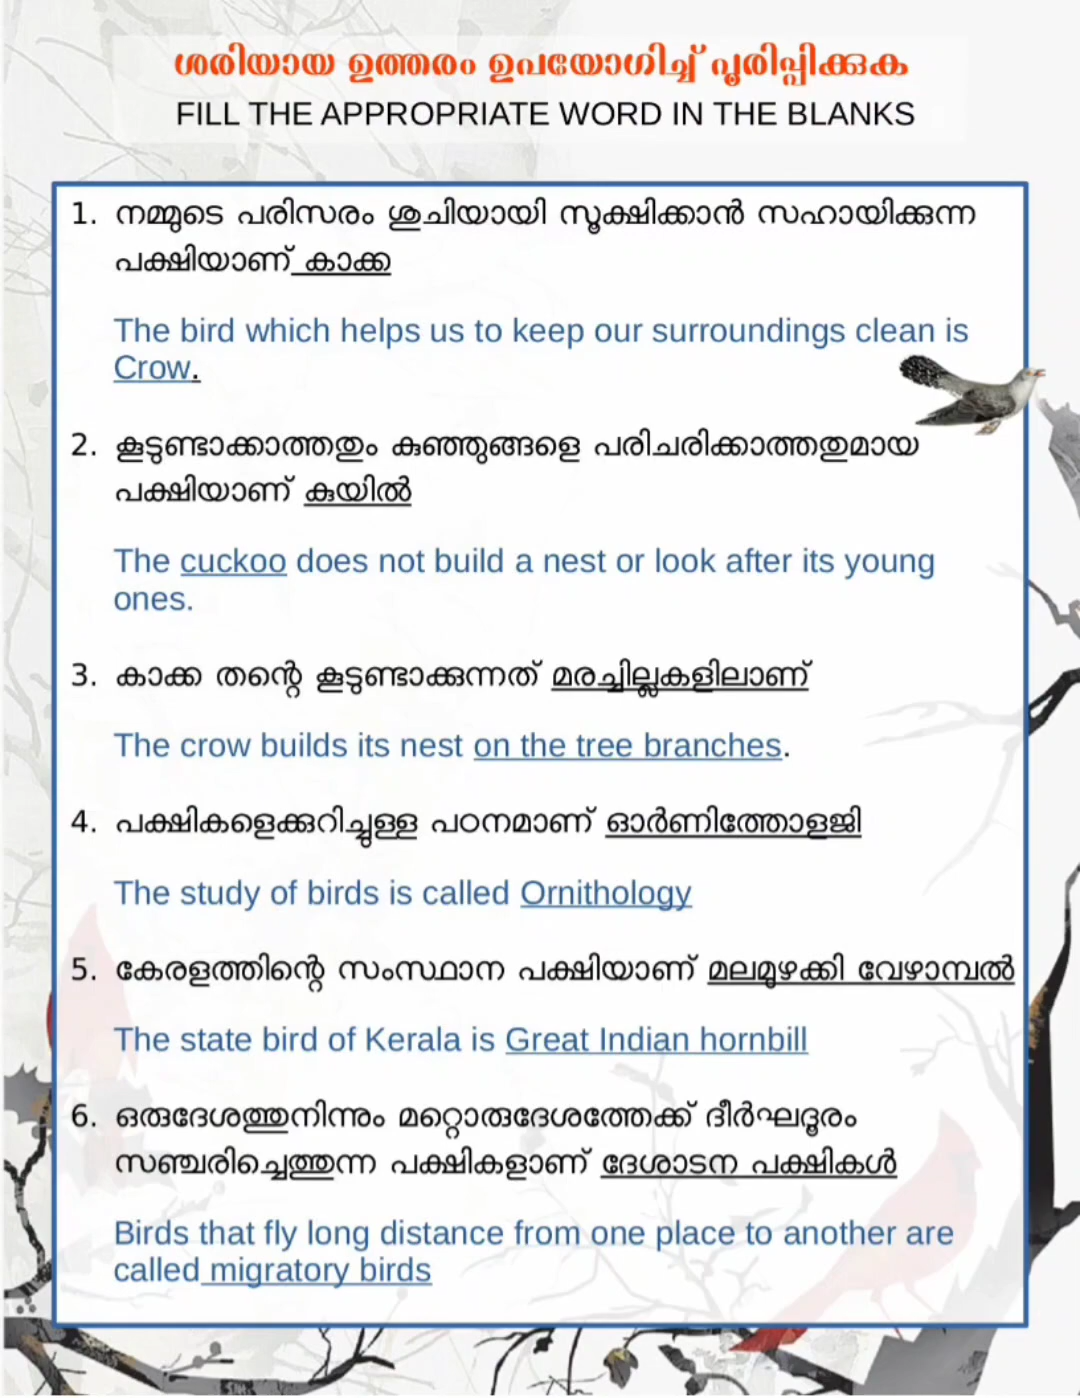 ശരിയായ ഉത്തരം ഉപയോഗിച്ച് പൂരിപ്പിക്കുക
FILL THE APPROPRIATE WORD IN THE BLANKS
1. നമ്മുടെ പരിസരം ശുചിയായി സൂക്ഷിക്കാൻ സഹായിക്കുന്ന
പക്ഷിയാണ് കാക്ക
The bird which helps us to keep our surroundings clean is
Crow.
2. കൂടുണ്ടാക്കാത്തതും കുഞ്ഞുങ്ങളെ പരിചരിക്കാത്തതുമായ
പക്ഷിയാണ് കുയിൽ
The cuckoo does not build a nest or look after its young
ones.
3. കാക്ക തന്റെ കൂടുണ്ടാക്കുന്നത് മരച്ചില്ലകളിലാണ്
The crow builds its nest on the tree branches.
4. പക്ഷികളെക്കുറിച്ചുള്ള പഠനമാണ് ഓർണിത്തോളജി
The study of birds is called Ornithology
5. കേരളത്തിന്റെ സംസ്ഥാന പക്ഷിയാണ് മലമുഴക്കി വേഴാമ്പൽ
The state bird of Kerala is Great Indian hornbill
6. ഒരുദേശത്തുനിന്നും മറ്റൊരുദേശത്തേക്ക് ദീർഘദൂരം
സഞ്ചരിച്ചെത്തുന്ന പക്ഷികളാണ് ദേശാടന പക്ഷികൾ
Birds that fly long distance from one place to another are
called migratory birds